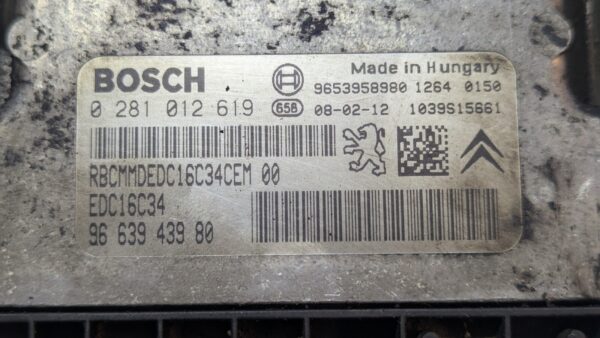 BOSCH
Made in Hungary
9653958980 1264 0150
0 281 012 619
65B 08-02-12 1039S15661
RBCMMDEDC16C34CEM 00
EDC16C34
96 639 439 80